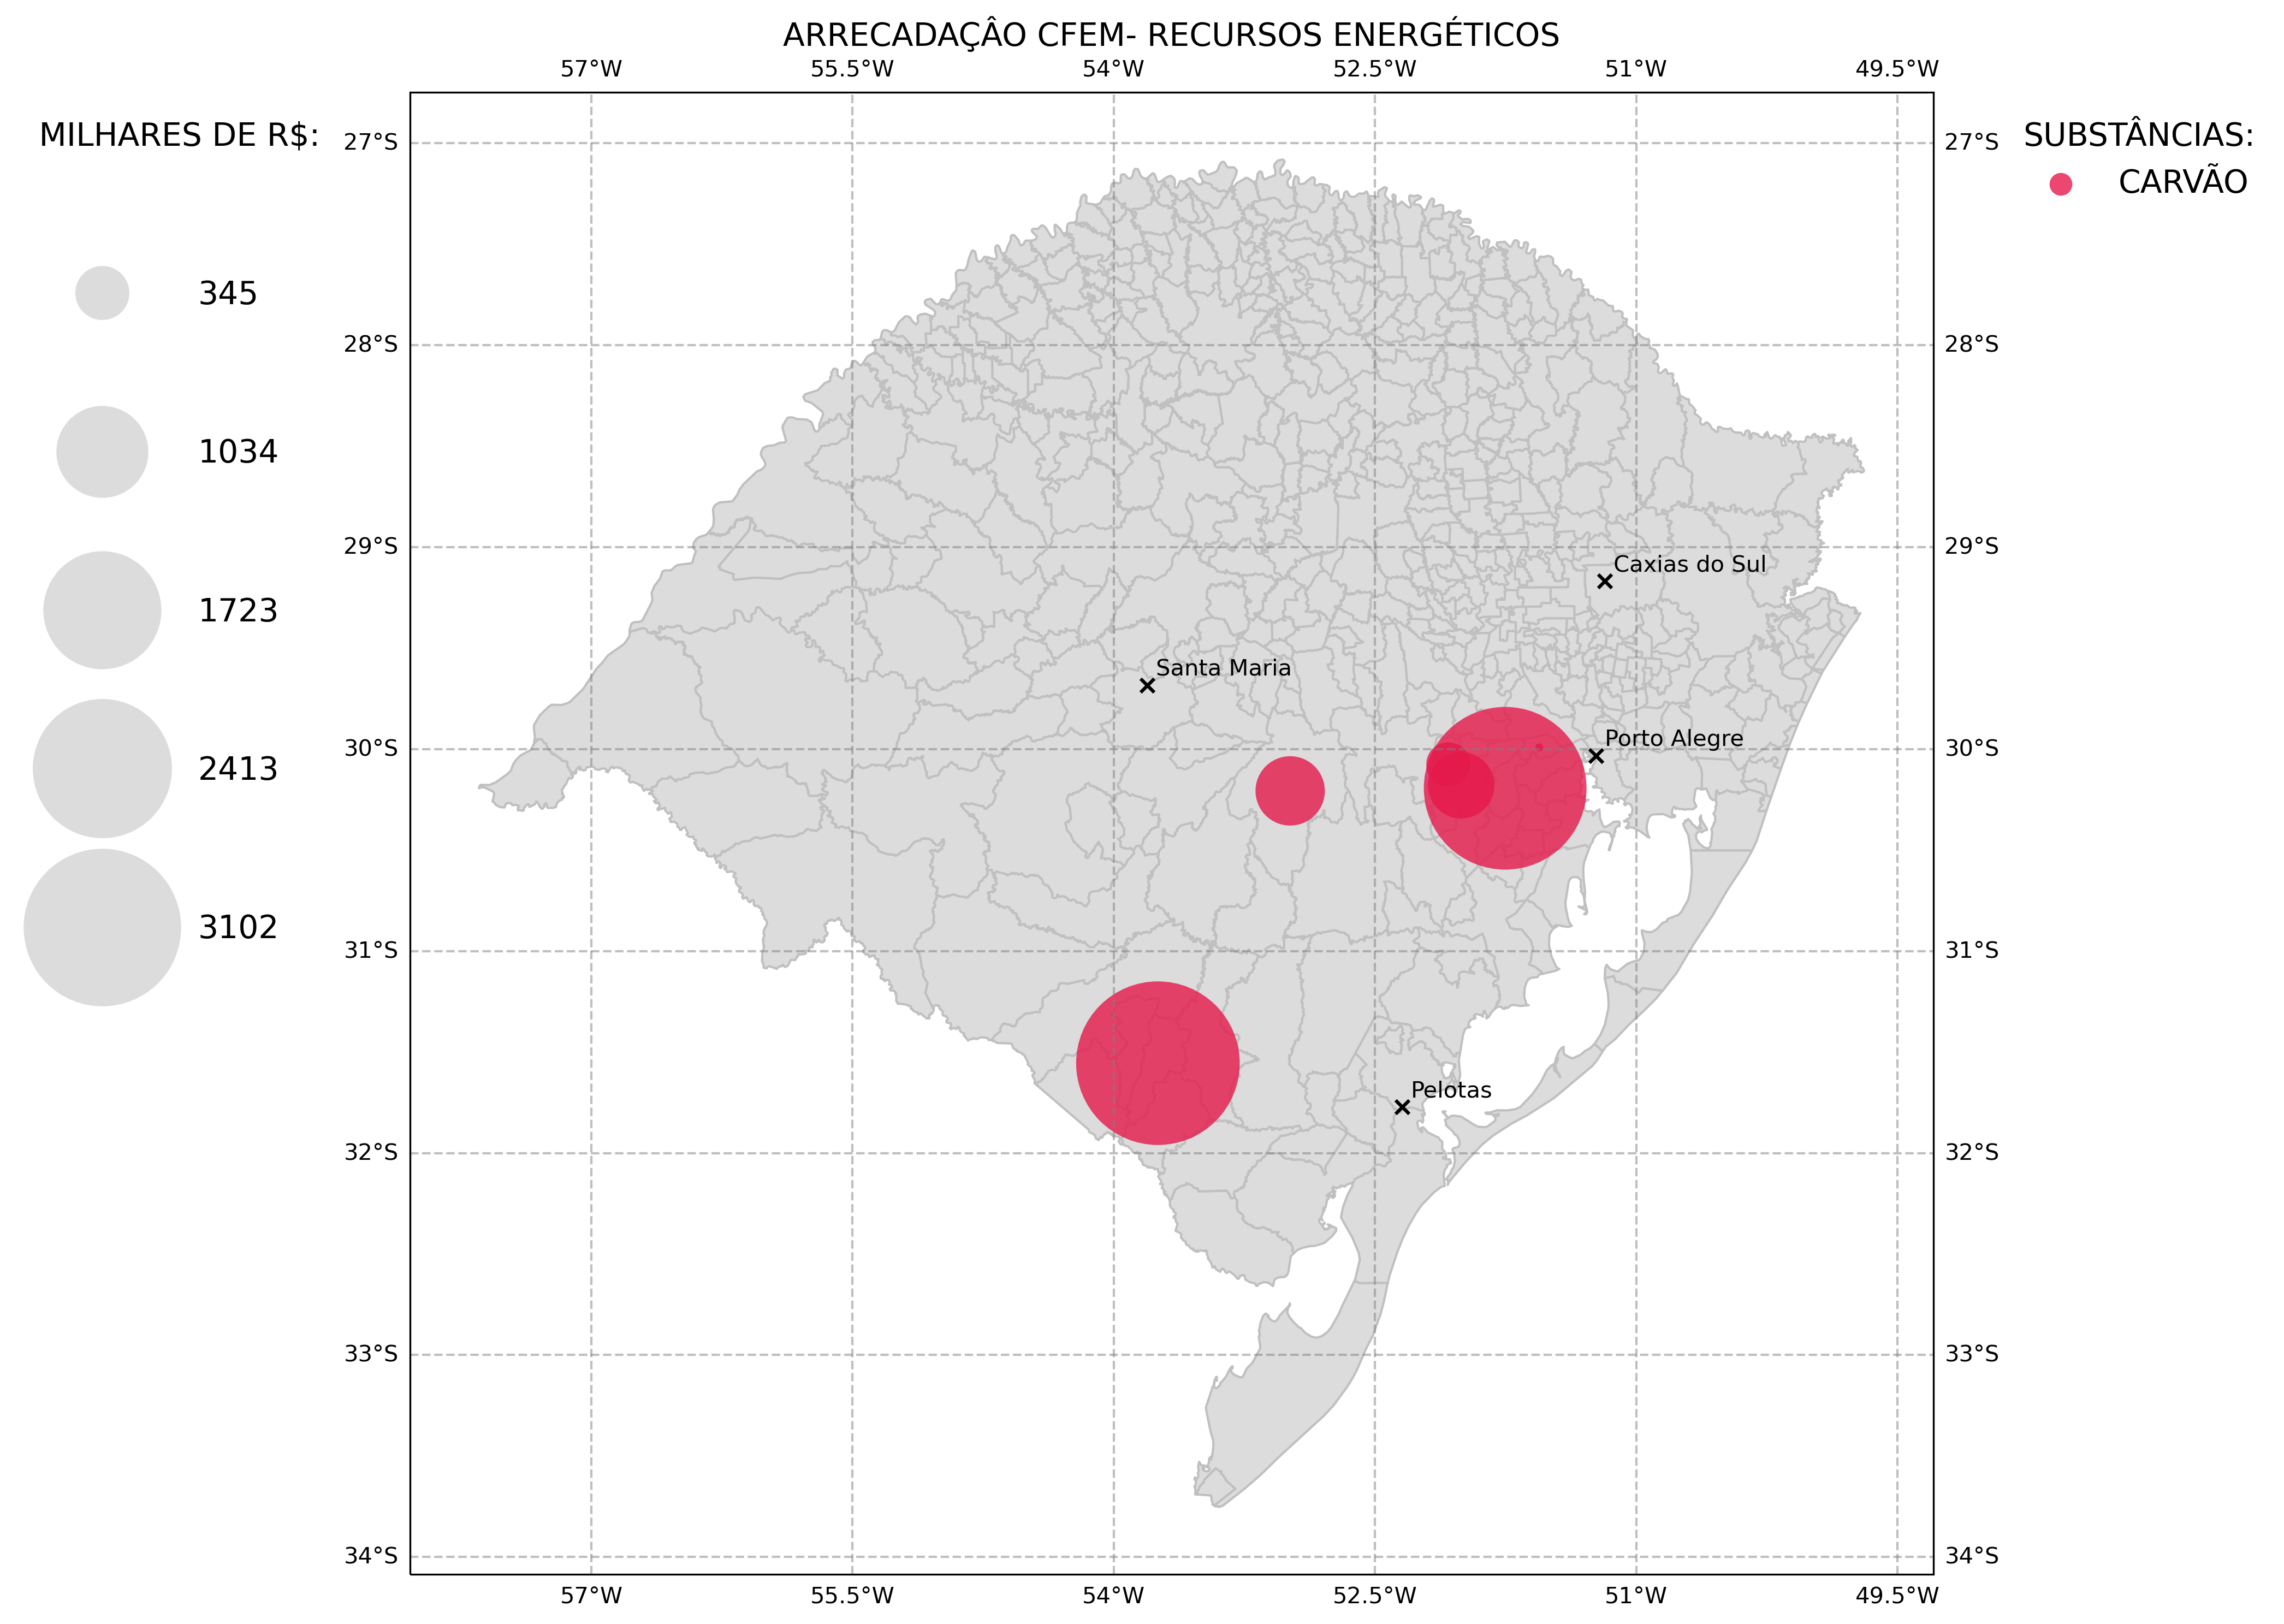 ARRECADAÇÂO CFEM- RECURSOS ENERGÉTICOS
57°W 55.5°W 54°W 52.5°W 51°W 49.5°W
MILHARES DE R$:
345
1034
1723
2413
3102
27°S
28°S
29°S
30°S
31°S
32°S
33°S
34°S
Caxias do Sul
Santa Maria
Porto Alegre
Pelotas
27°S
28°S
29°S
30°S
31°S
32°S
33°S
34°S
SUBSTÂNCIAS:
CARVÃO
57°W 55.5°W 54°W 52.5°W 51°W 49.5°W